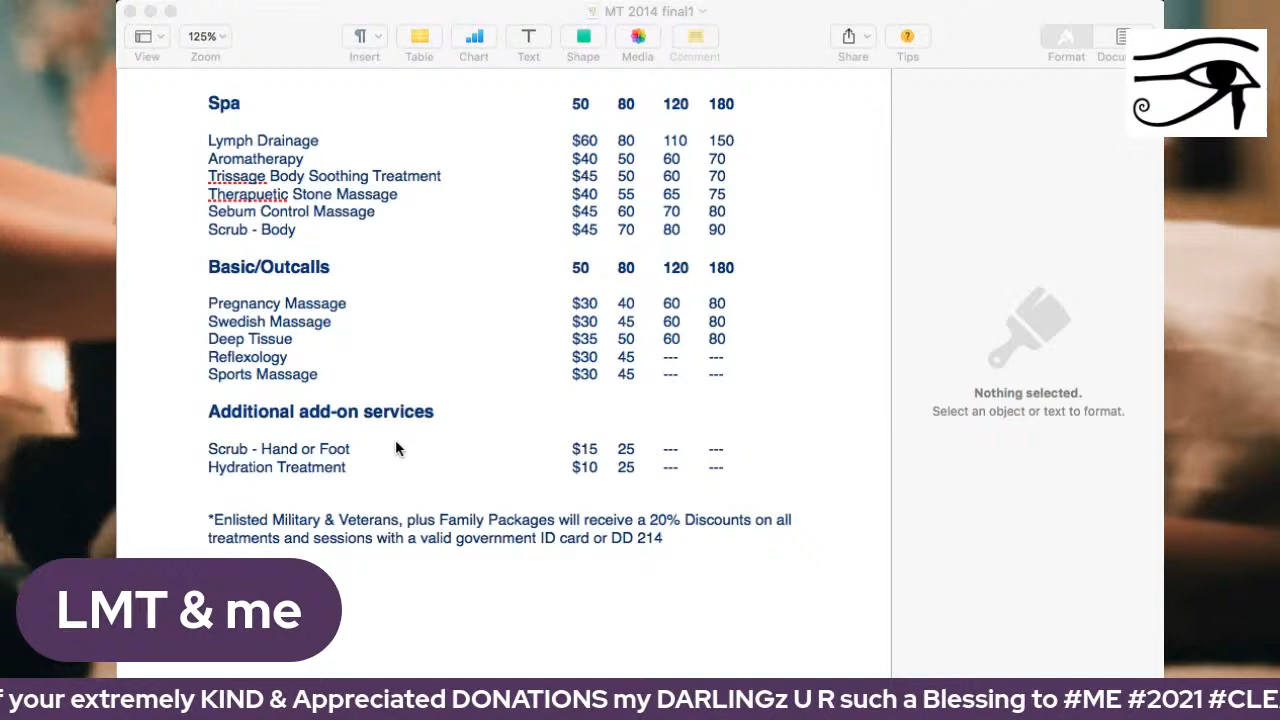 MT 2014 final1
125%
View Zoom Insert Table Chart Text Shape Media Comment Share Tips Format
Spa 50 80 120 180
Lymph Drainage $60 80 110 150
Aromatherapy $40 50 60 70
Trissage Body Soothing Treatment $45 50 60 70
Therapuetic Stone Massage $40 55 65 75
Sebum Control Massage $45 60 70 80
Scrub - Body $45 70 80 90
Basic/Outcalls 50 80 120 180
Pregnancy Massage $30 40 60 80
Swedish Massage $30 45 60 80
Deep Tissue $35 50 60 80
Reflexology $30 45 --- ---
Sports Massage $30 45 --- ---
Additional add-on services
Scrub - Hand or Foot $15 25 --- ---
Hydration Treatment $10 25 --- ---
*Enlisted Military & Veterans, plus Family Packages will receive a 20% Discounts on all
treatments and sessions with a valid government ID card or DD 214
Nothing selected.
Select an object or text to format.
LMT & me
your extremely KIND & Appreciated DONATIONS my DARLINGz U R such a Blessing to #ME #2021 #CLE